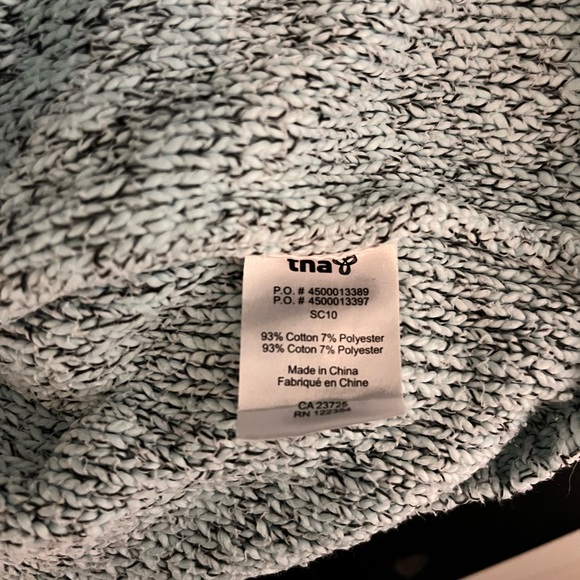 tna
P.O. # 4500013389
P.O. # 4500013397
SC10
93% Cotton 7% Polyester
93% Coton 7% Polyester
Made in China
Fabriqué en Chine
CA 23725
RN 122384